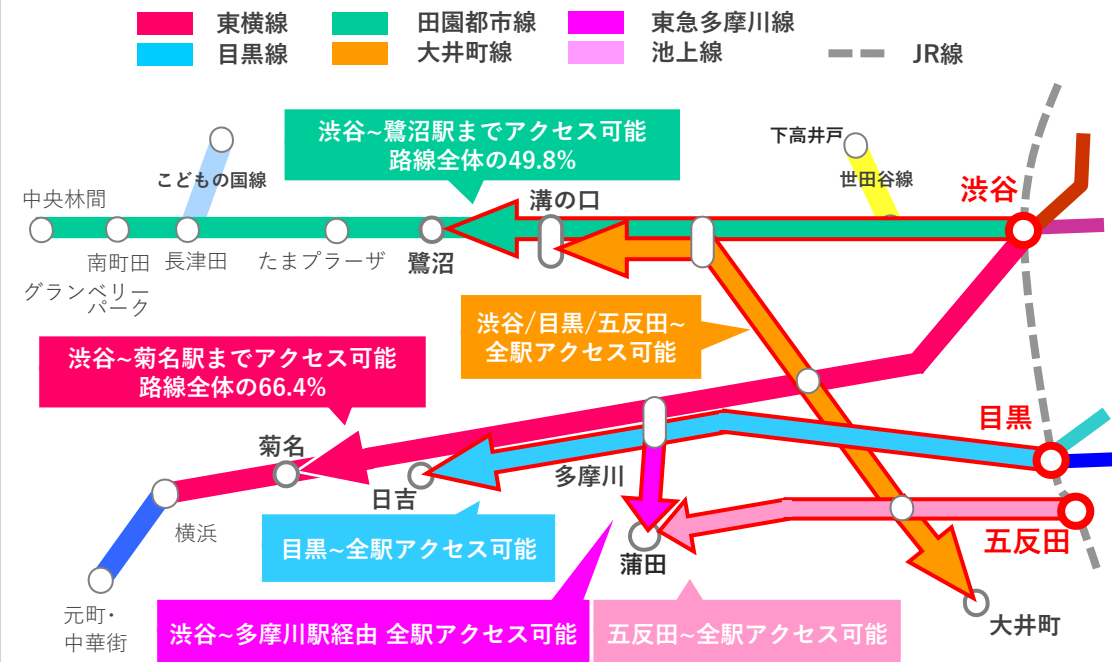 東横線
田園都市線
東急多摩川線
目黒線
大井町線
池上線
JR線
渋谷~鷺沼駅までアクセス可能
路線全体の49.8%
下高井戸
こどもの国線
世田谷線
渋谷
中央林間
溝の口
南町田
グランベリー
パーク
長津田
たまプラーザ
鷺沼
渋谷/目黒/五反田~
全駅アクセス可能
渋谷~菊名駅までアクセス可能
路線全体の66.4%
目黒
菊名
日吉
多摩川
横浜
五反田
目黒~全駅アクセス可能
蒲田
元町・
中華街
渋谷~多摩川駅経由 全駅アクセス可能
五反田~全駅アクセス可能
大井町